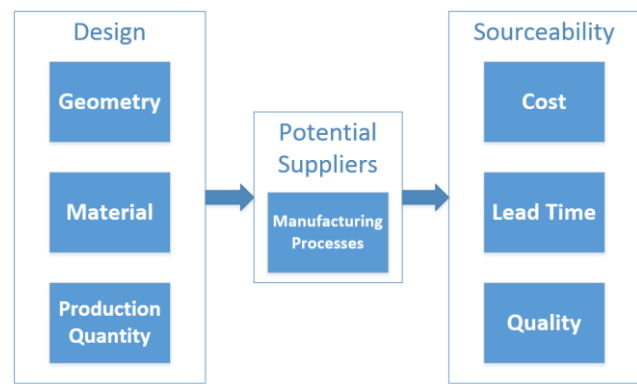 Design
Geometry
Material
Production
Quantity
Potential
Suppliers
Manufacturing
Processes
Sourceability
Cost
Lead Time
Quality